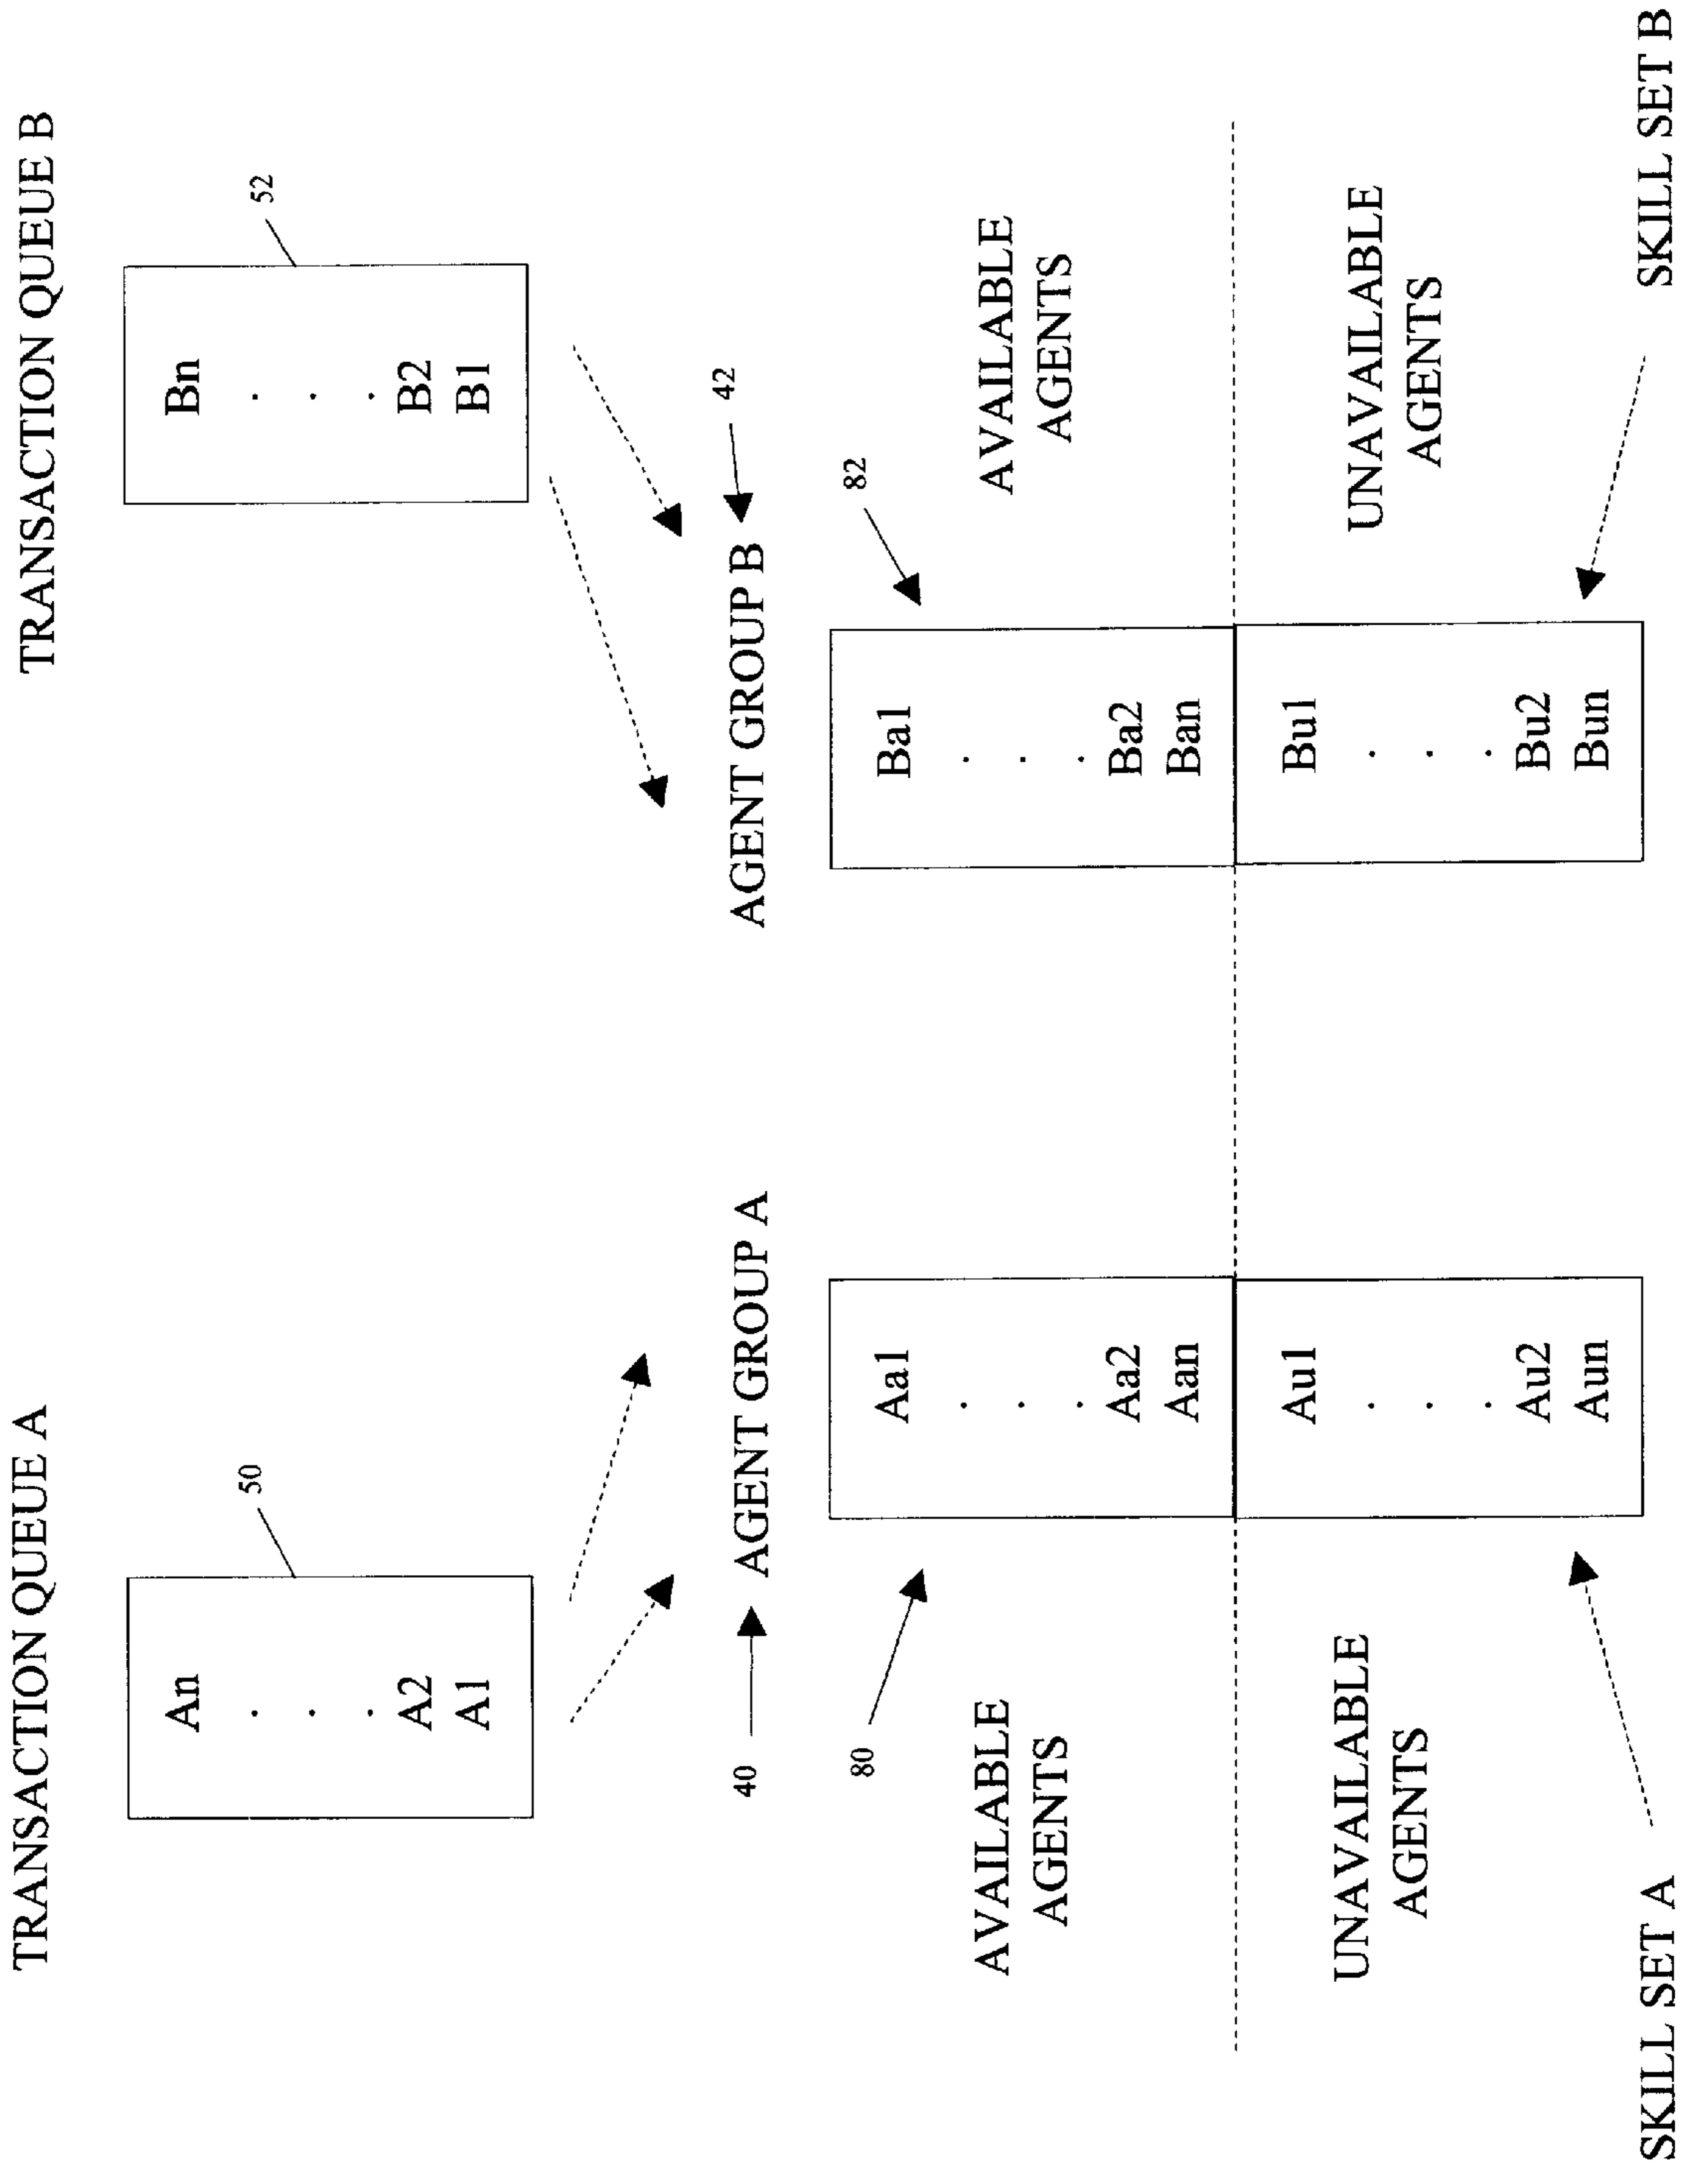 TRANSACTION QUEUE A
TRANSACTION QUEUE B
50
An
.
.
.
A2
A1
52
Bn
.
.
.
B2
B1
40
AGENT GROUP A
AGENT GROUP B
42
80
82
AVAILABLE
AGENTS
Aa1
.
.
.
Aa2
Aan
Ba1
.
.
.
Ba2
Ban
AVAILABLE
AGENTS
UNAVAILABLE
AGENTS
Au1
.
.
.
Au2
Aun
Bu1
.
.
.
Bu2
Bun
UNAVAILABLE
AGENTS
SKILL SET A
SKILL SET B